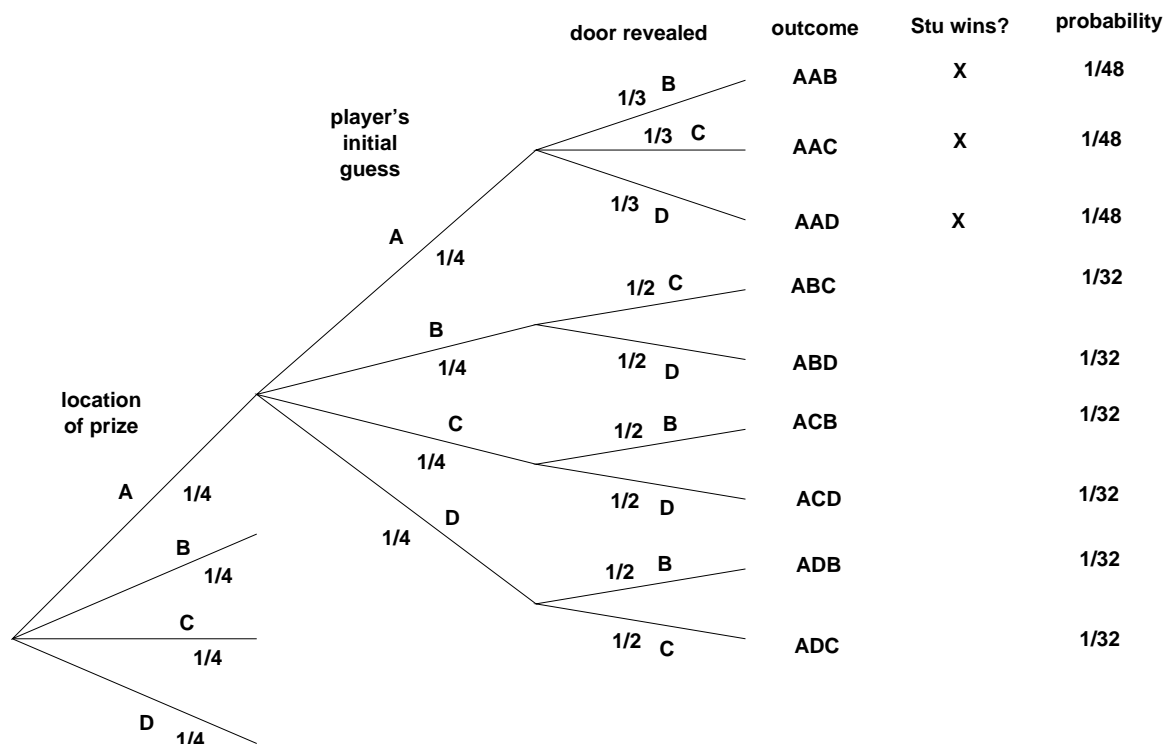 door revealed outcome Stu wins? probability
B
1/3
AAB X 1/48
player's
initial
guess
1/3 C
AAC X 1/48
1/3
D
AAD X 1/48
A
1/4
1/2 C
ABC 1/32
B
1/4
1/2
D
ABD 1/32
location
of prize
C
1/4
1/2 B
ACB 1/32
A
1/4
1/2
D
ACD 1/32
D
1/4
B
1/4
1/2 B
ADB 1/32
C
1/4
1/2
C
ADC 1/32
D
1/4